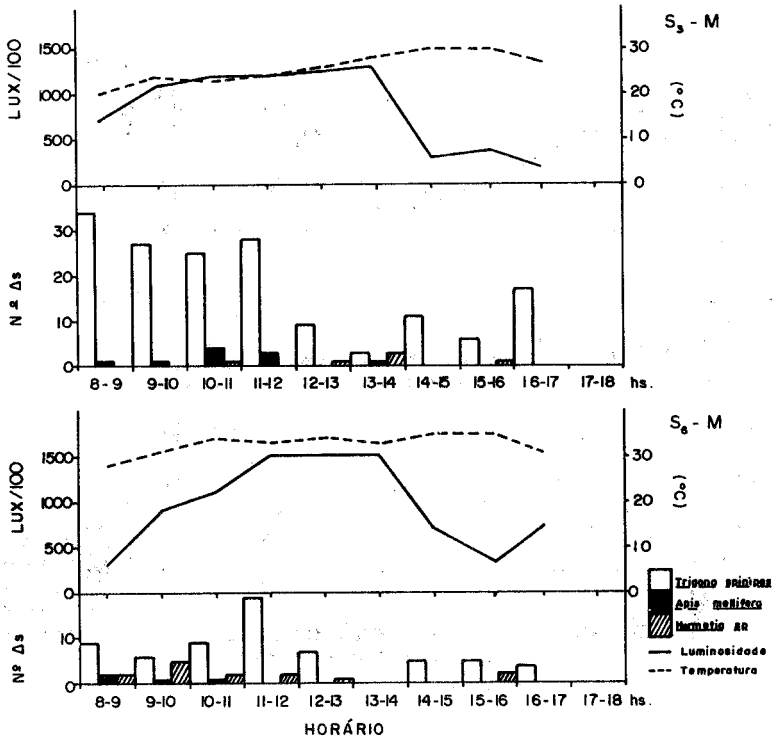 S₃ - M
LUX/100
1500
1000
500
0
30
20
10
0
(°C)
Nº Δs
30
20
10
0
8-9 9-10 10-11 11-12 12-13 13-14 14-15 15-16 16-17 17-18 hs.
S₆ - M
LUX/100
1500
1000
500
0
30
20
10
0
(°C)
Nº Δs
10
0
8-9 9-10 10-11 11-12 12-13 13-14 14-15 15-16 16-17 17-18 hs.
HORÁRIO
Trigona spinipes
Apis mellifera
Hermetia sp
Luminosidade
Temperatura